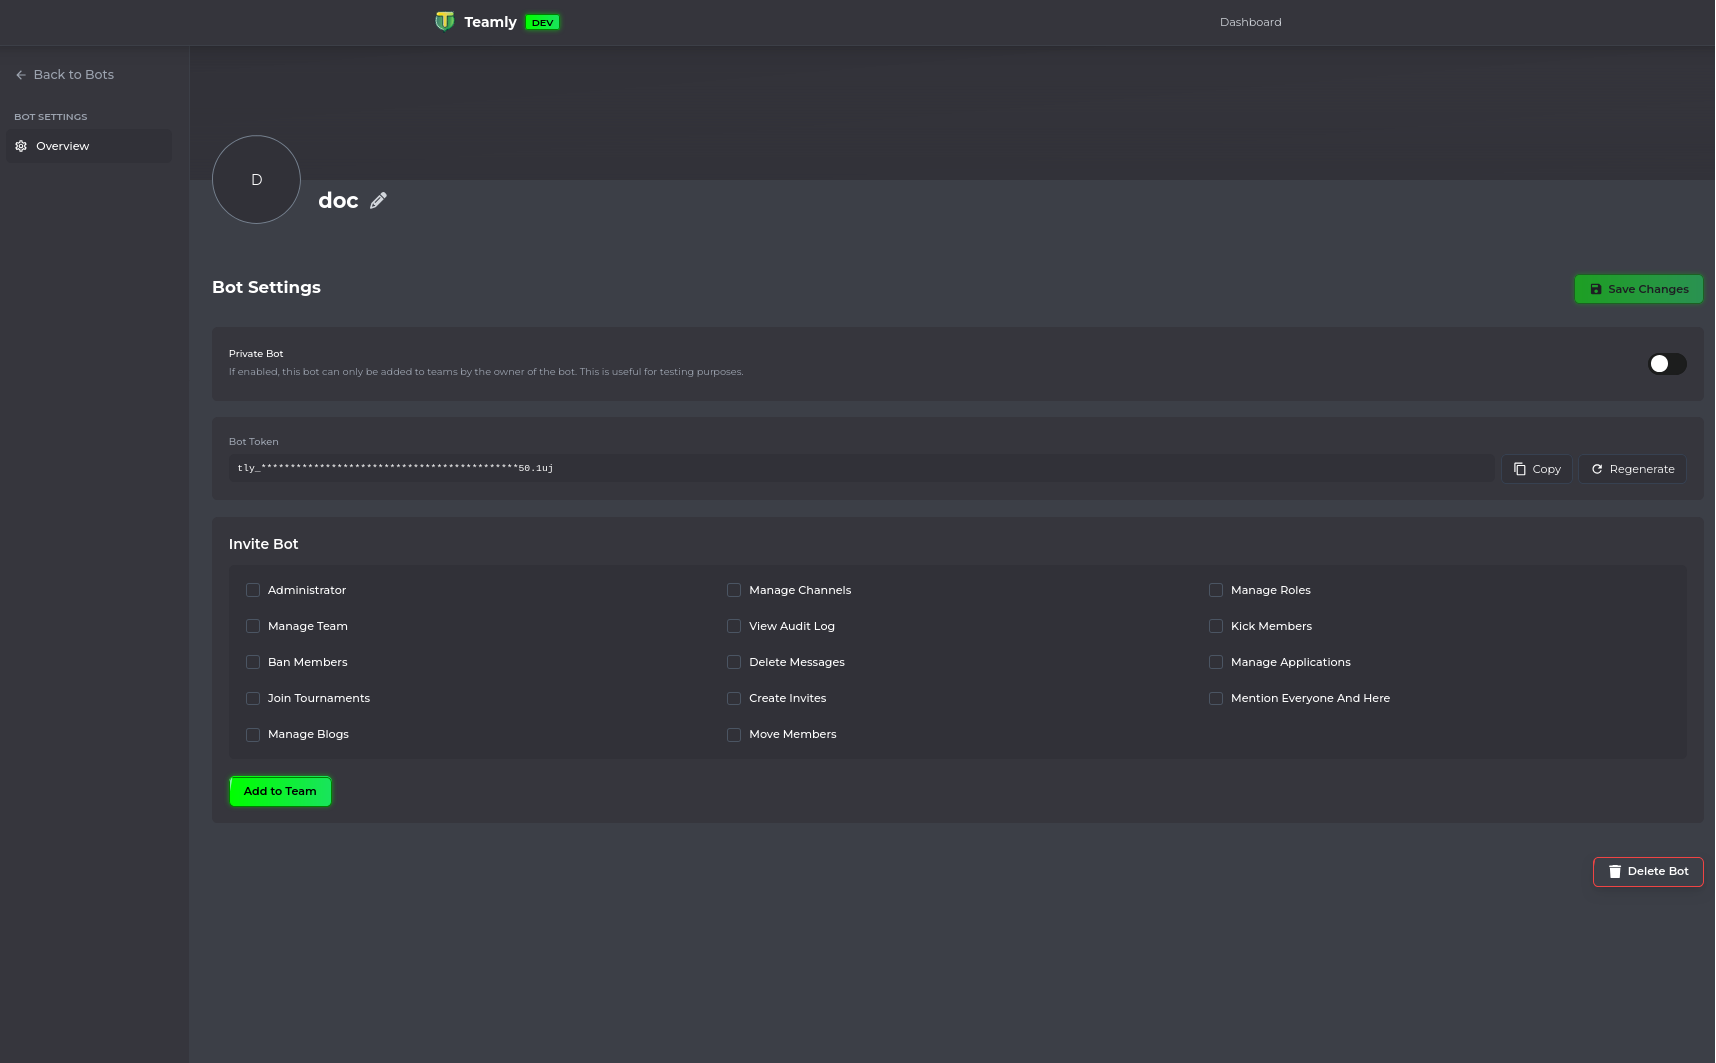 Teamly DEV
Dashboard
Back to Bots
BOT SETTINGS
Overview
D
doc
Bot Settings
Save Changes
Private Bot
If enabled, this bot can only be added to teams by the owner of the bot. This is useful for testing purposes.
Bot Token
tly_********************************************50.1uj
Copy
Regenerate
Invite Bot
Administrator
Manage Channels
Manage Roles
Manage Team
View Audit Log
Kick Members
Ban Members
Delete Messages
Manage Applications
Join Tournaments
Create Invites
Mention Everyone And Here
Manage Blogs
Move Members
Add to Team
Delete Bot